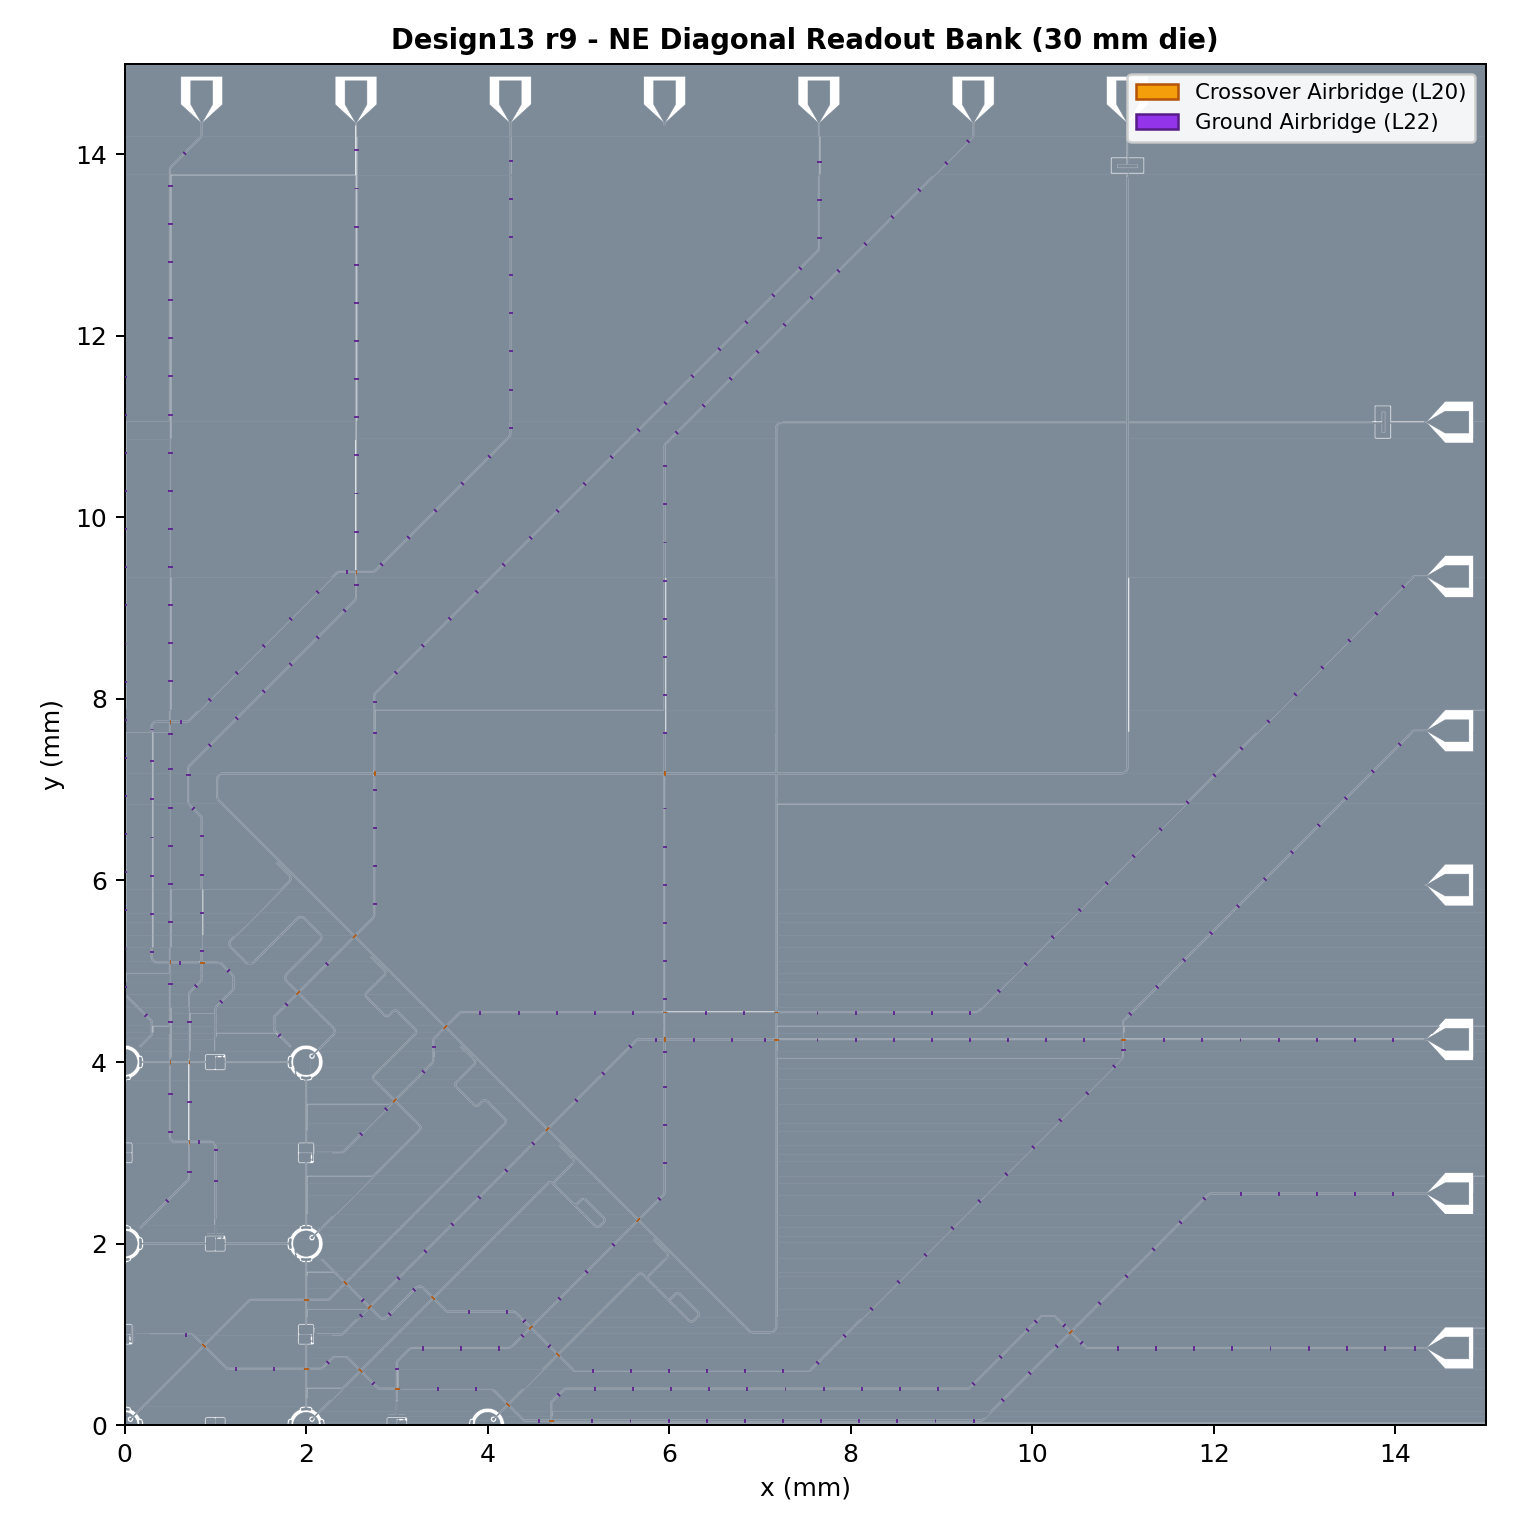 Design13 r9 - NE Diagonal Readout Bank (30 mm die)
Crossover Airbridge (L20)
Ground Airbridge (L22)
14
12
10
8
6
4
2
0
y (mm)
0 2 4 6 8 10 12 14
x (mm)